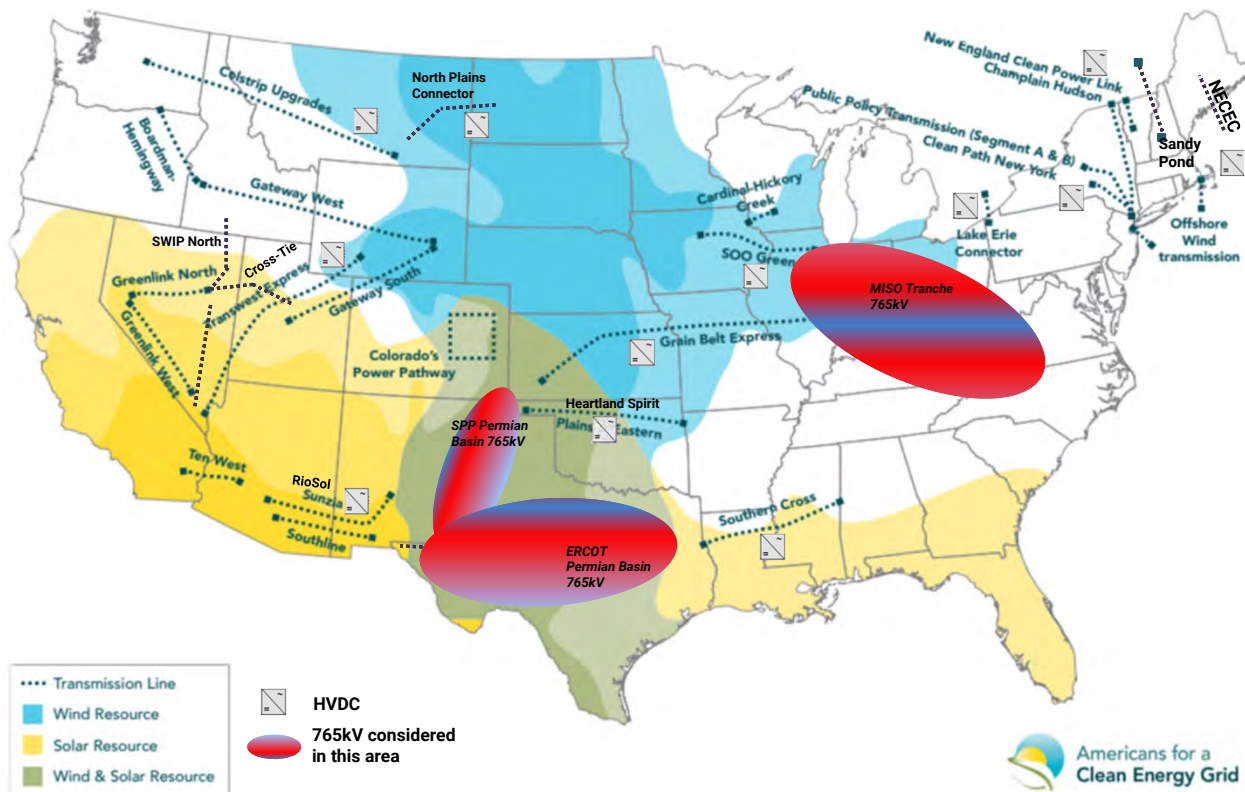 New England Clean Power Link
Champlain Hudson
Public Policy Transmission (Segment A & B)
Clean Path New York
NECEC
Sandy
Pond
Colstrip Upgrades
North Plains
Connector
Boardman-
Hemingway
Gateway West
Cardinal-Hickory
Creek
SOO Green
Lake Erie
Connector
Offshore
Wind
transmission
SWIP North
Cross-Tie
Greenlink North
Transwest Express
Gateway South
Greenlink West
MISO Tranche
765kV
Grain Belt Express
Colorado's
Power Pathway
Heartland Spirit
Plains Eastern
SPP Permian
Basin 765kV
Ten West
RioSol
Sunzia
Southline
Southern Cross
ERCOT
Permian Basin
765kV
Transmission Line
Wind Resource
Solar Resource
Wind & Solar Resource
HVDC
765kV considered
in this area
Americans for a
Clean Energy Grid